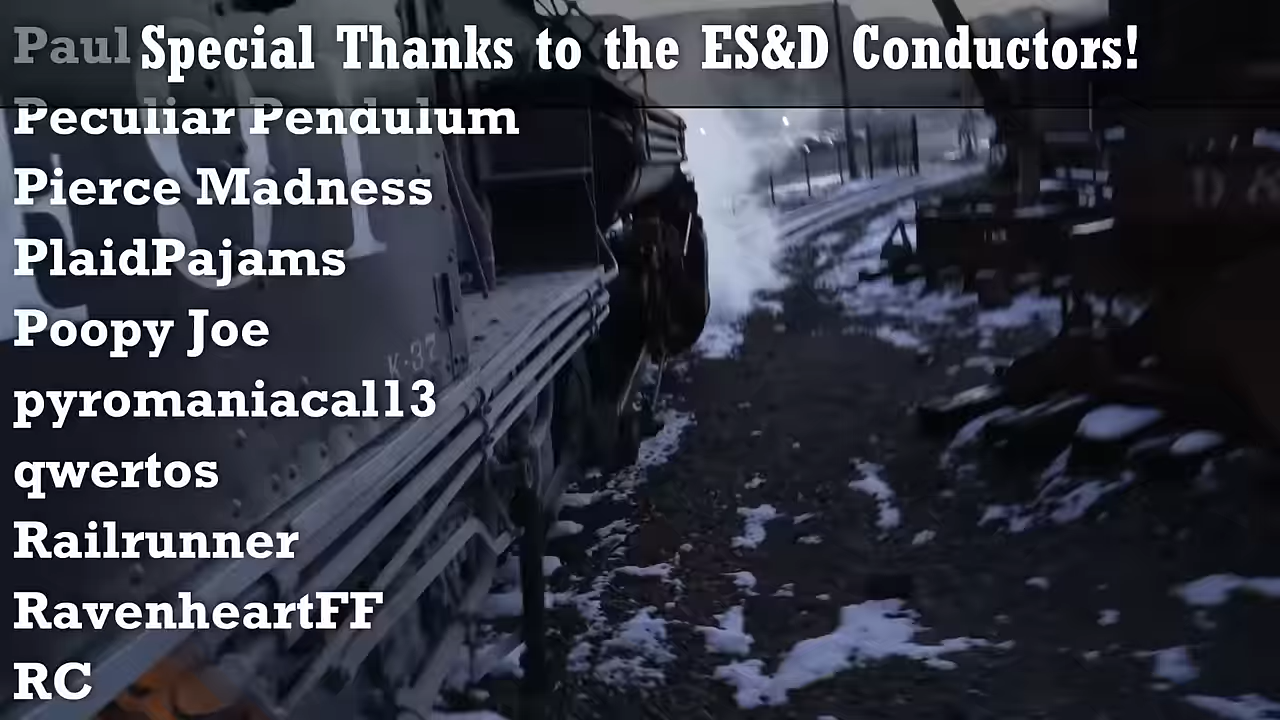 Paul
Special Thanks to the ES&D Conductors!
Peculiar Pendulum
Pierce Madness
PlaidPajams
Poopy Joe
pyromaniacal13
qwertos
Railrunner
RavenheartFF
RC
K-37
D &